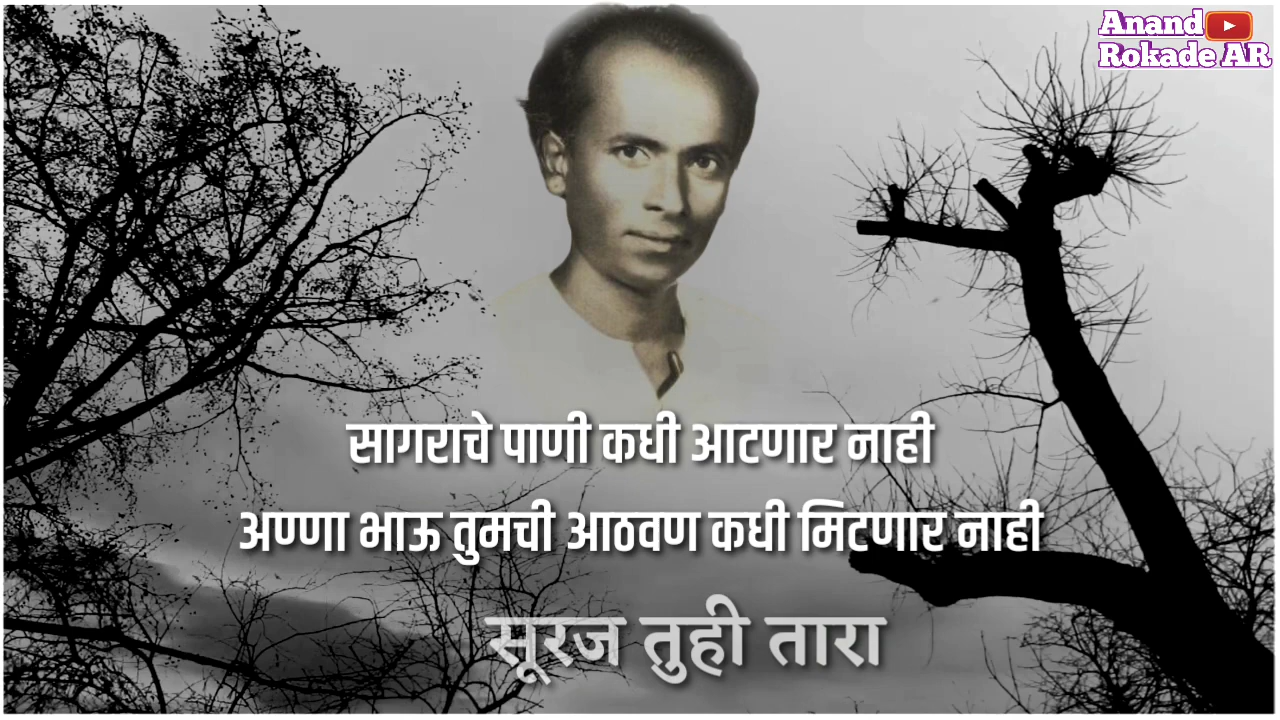 Anand
Rokade AR
सागराचे पाणी कधी आटणार नाही
अण्णा भाऊ तुमची आठवण कधी मिटणार नाही
सूरज तुही तारा